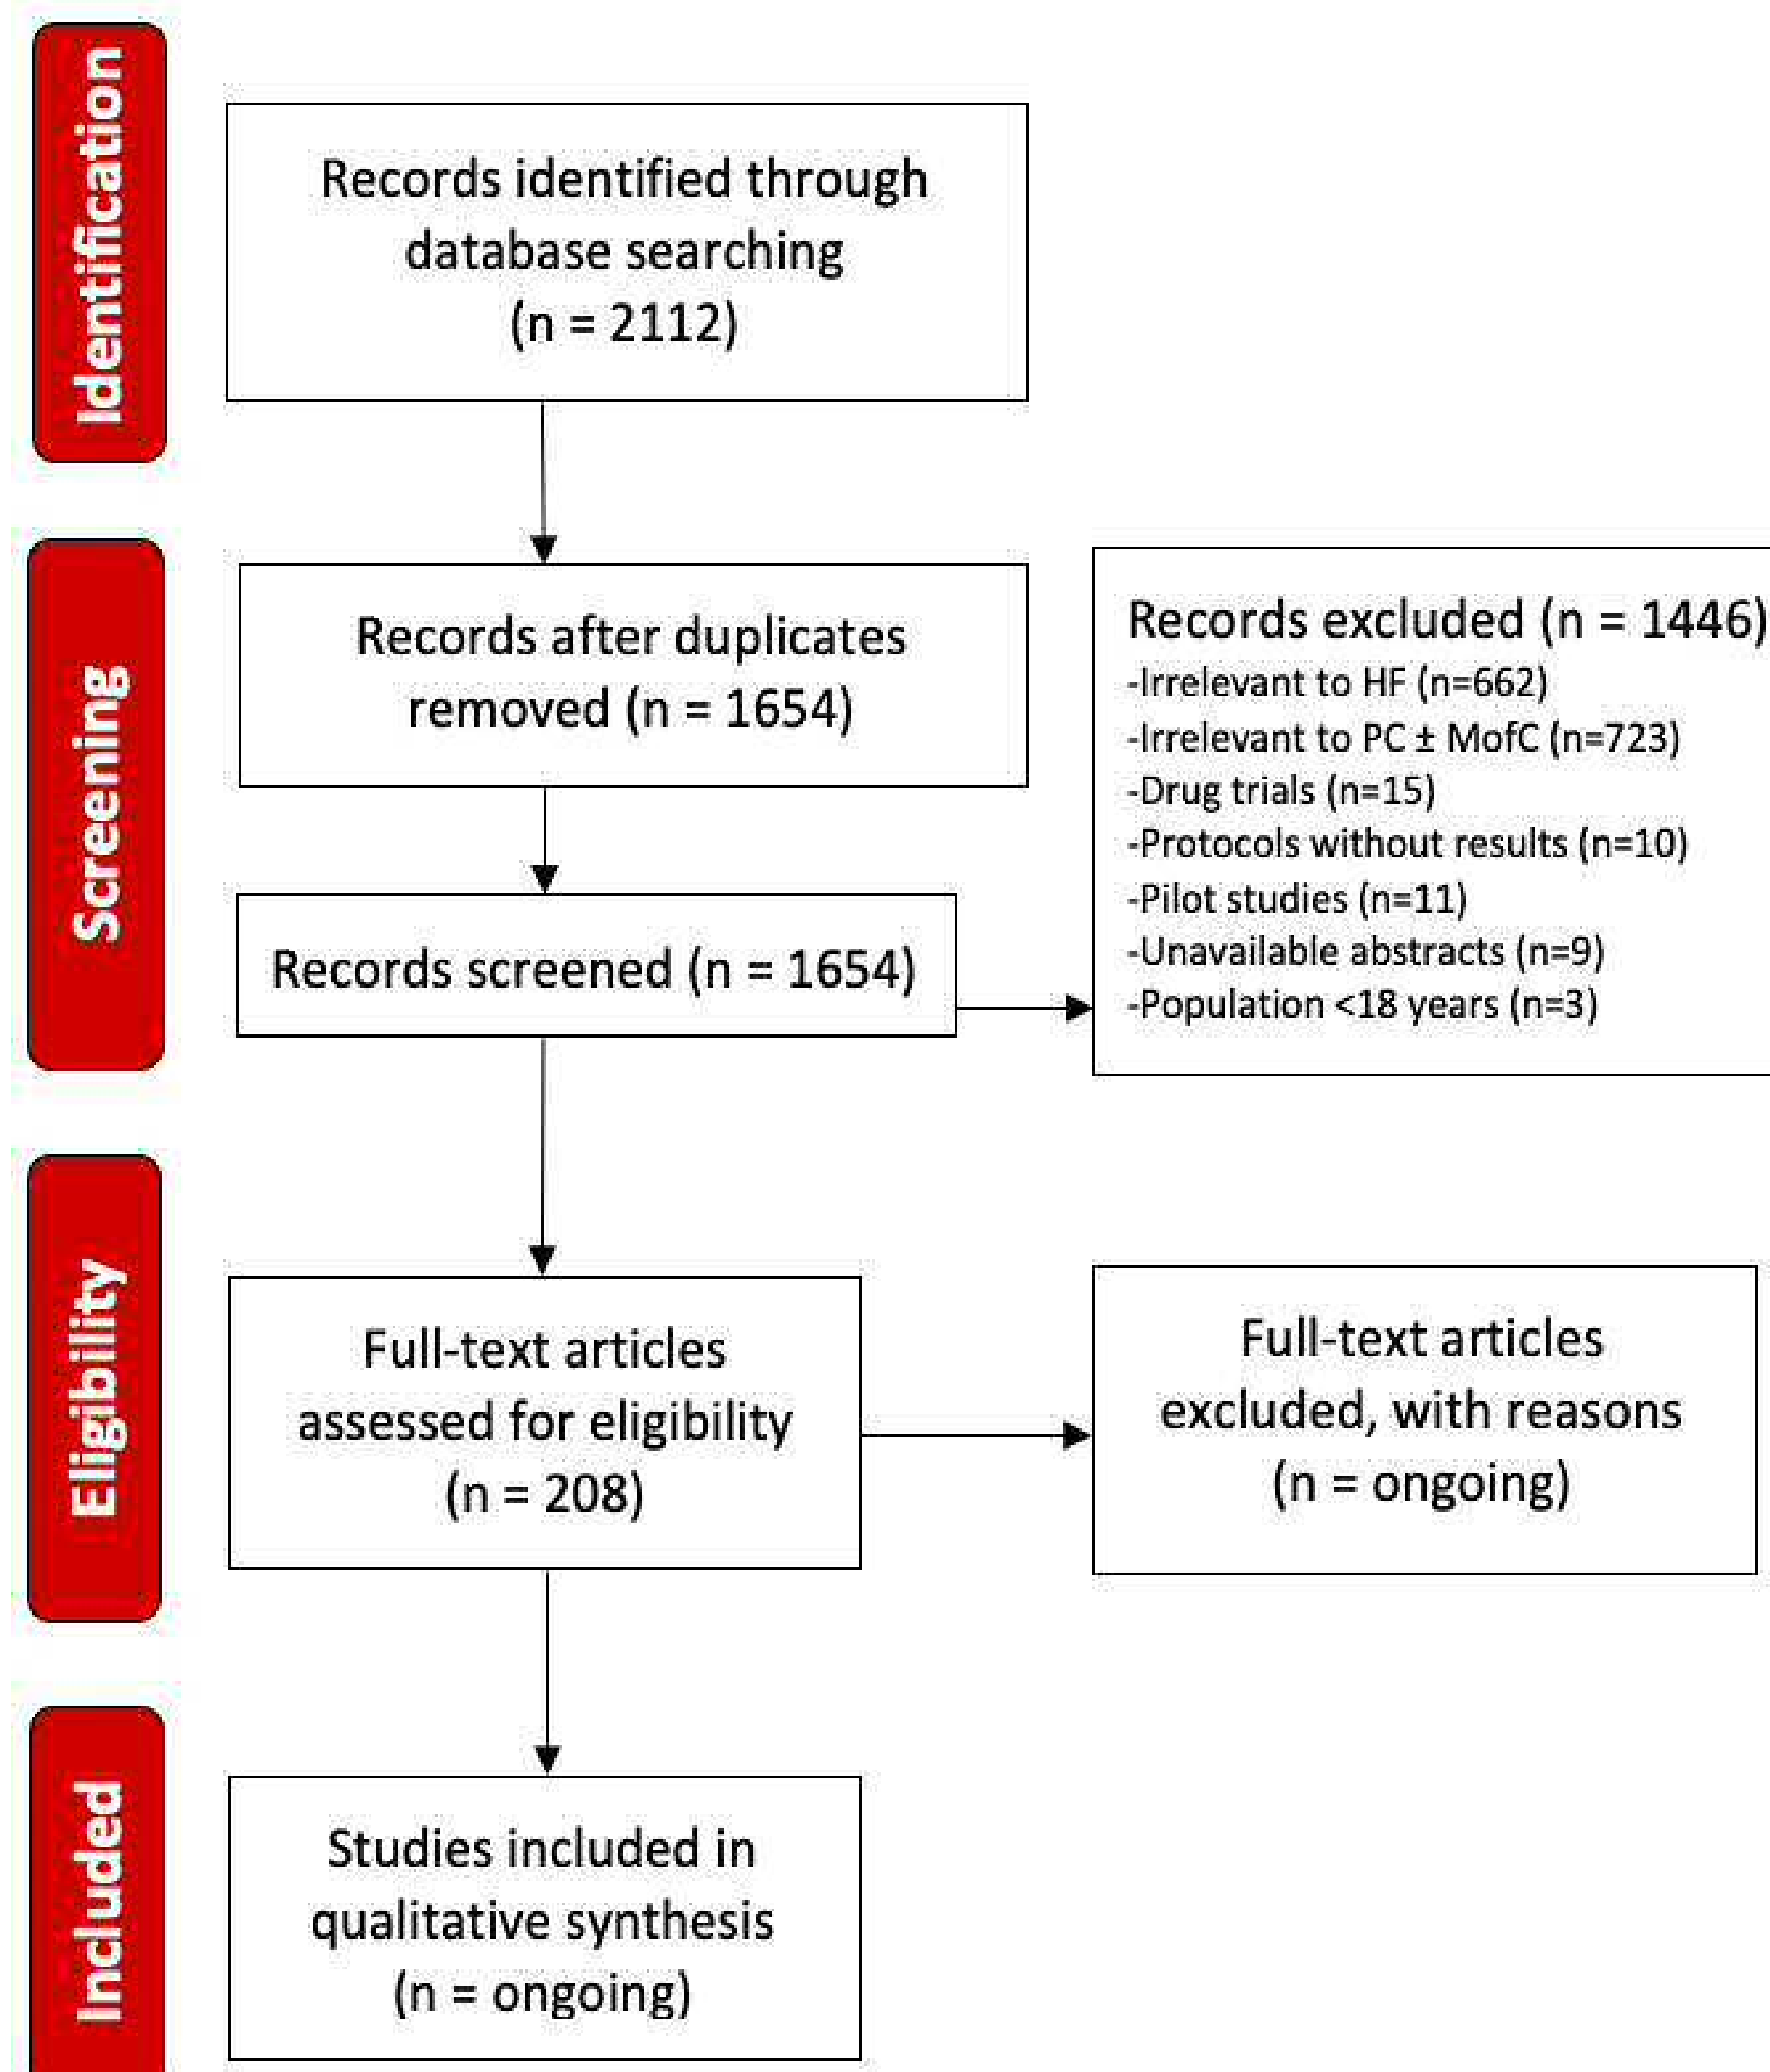 Identification
Records identified through
database searching
(n = 2112)
Screening
Records after duplicates
removed (n = 1654)
Records screened (n = 1654)
Records excluded (n = 1446)
-Irrelevant to HF (n=662)
-Irrelevant to PC ± MofC (n=723)
-Drug trials (n=15)
-Protocols without results (n=10)
-Pilot studies (n=11)
-Unavailable abstracts (n=9)
-Population <18 years (n=3)
Eligibility
Full-text articles
assessed for eligibility
(n = 208)
Full-text articles
excluded, with reasons
(n = ongoing)
Included
Studies included in
qualitative synthesis
(n = ongoing)